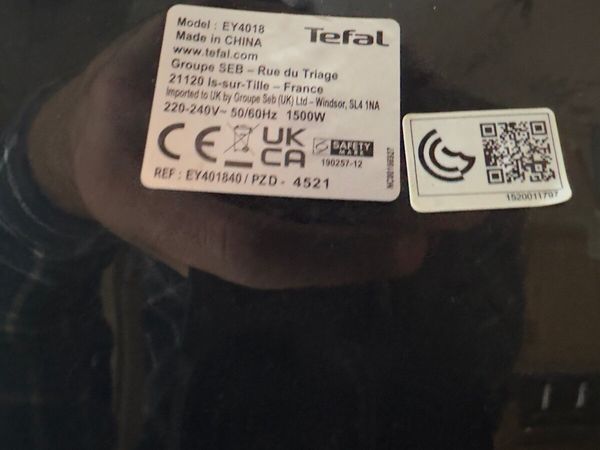 Model : EY4018
Tefal
Made in CHINA
www.tefal.com
Groupe SEB – Rue du Triage
21120 Is-sur-Tille – France
Imported to UK by Groupe Seb (UK) Ltd – Windsor, SL4 1NA
220-240V~ 50/60Hz 1500W
CE
UK
CA
SAFETY
MARK
190257-12
REF : EY401840 / PZD - 4521
1520011797